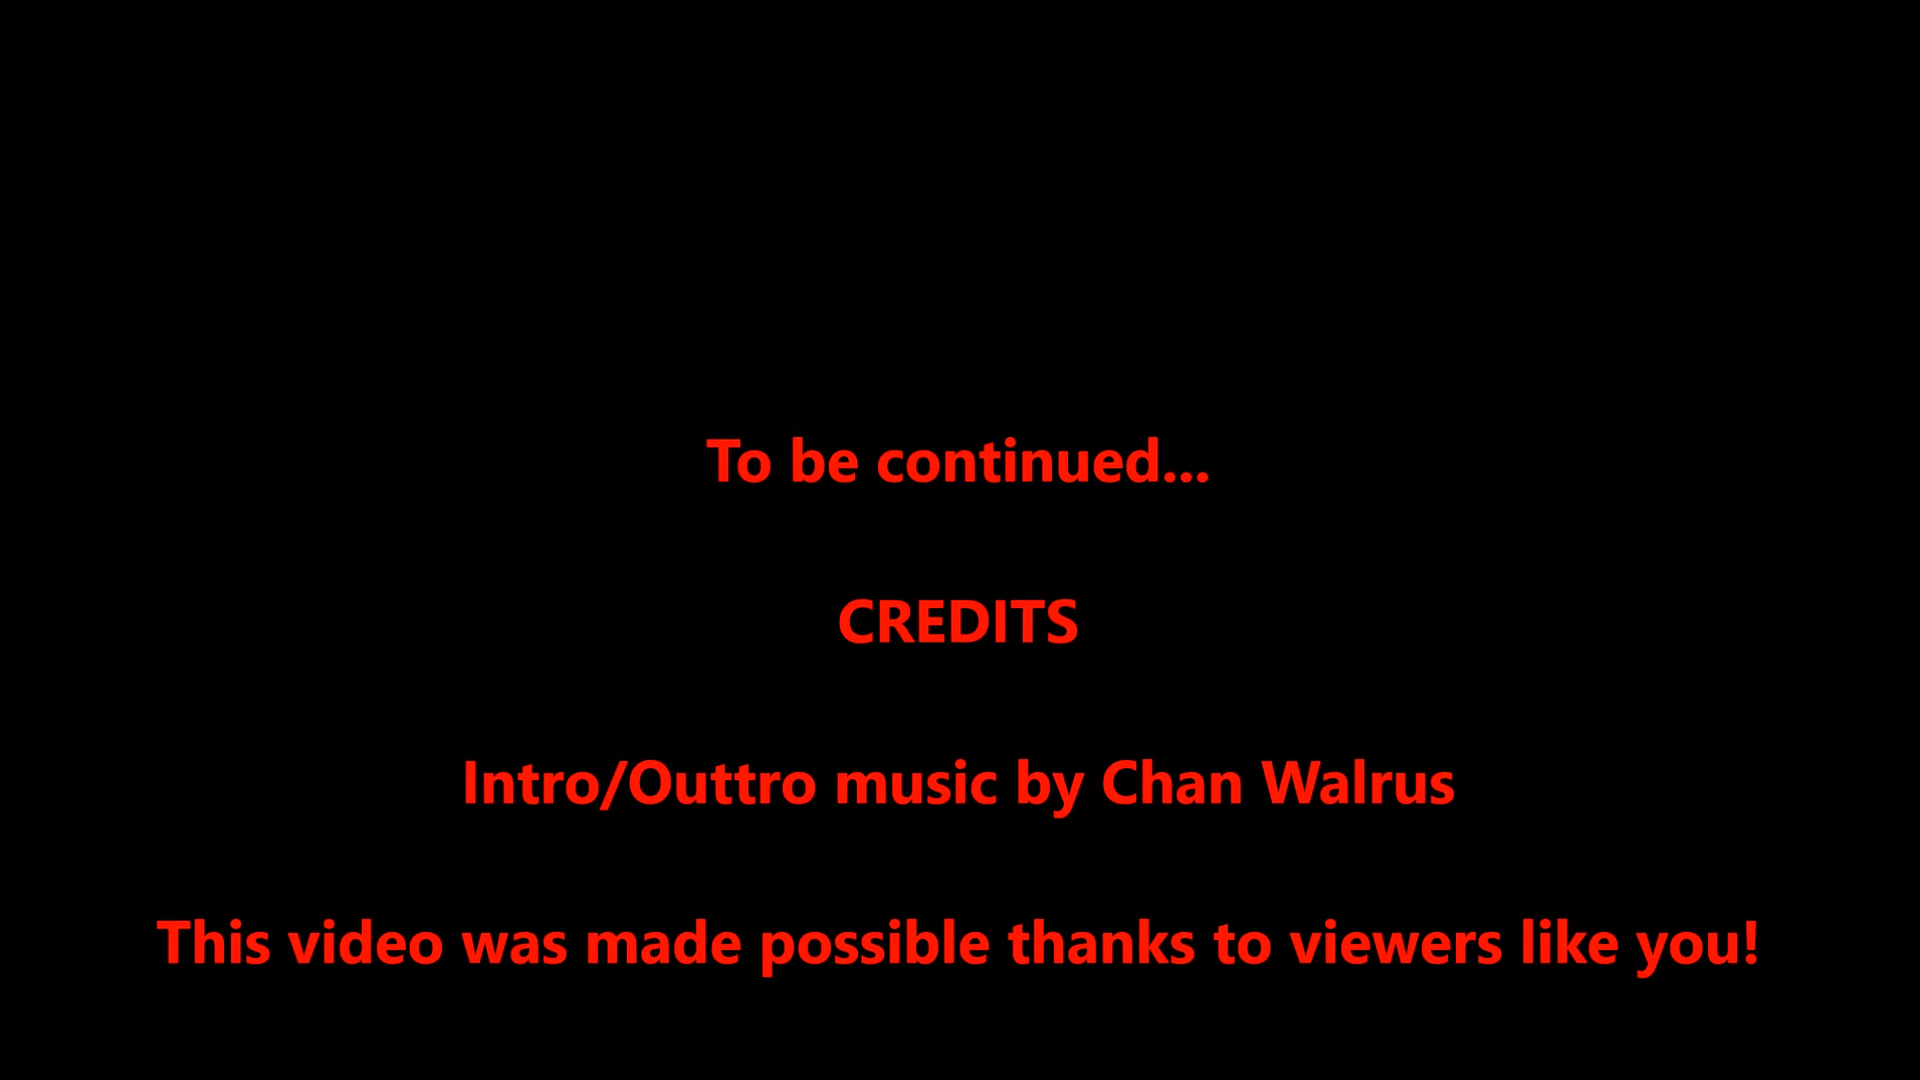 To be continued...
CREDITS
Intro/Outtro music by Chan Walrus
This video was made possible thanks to viewers like you!